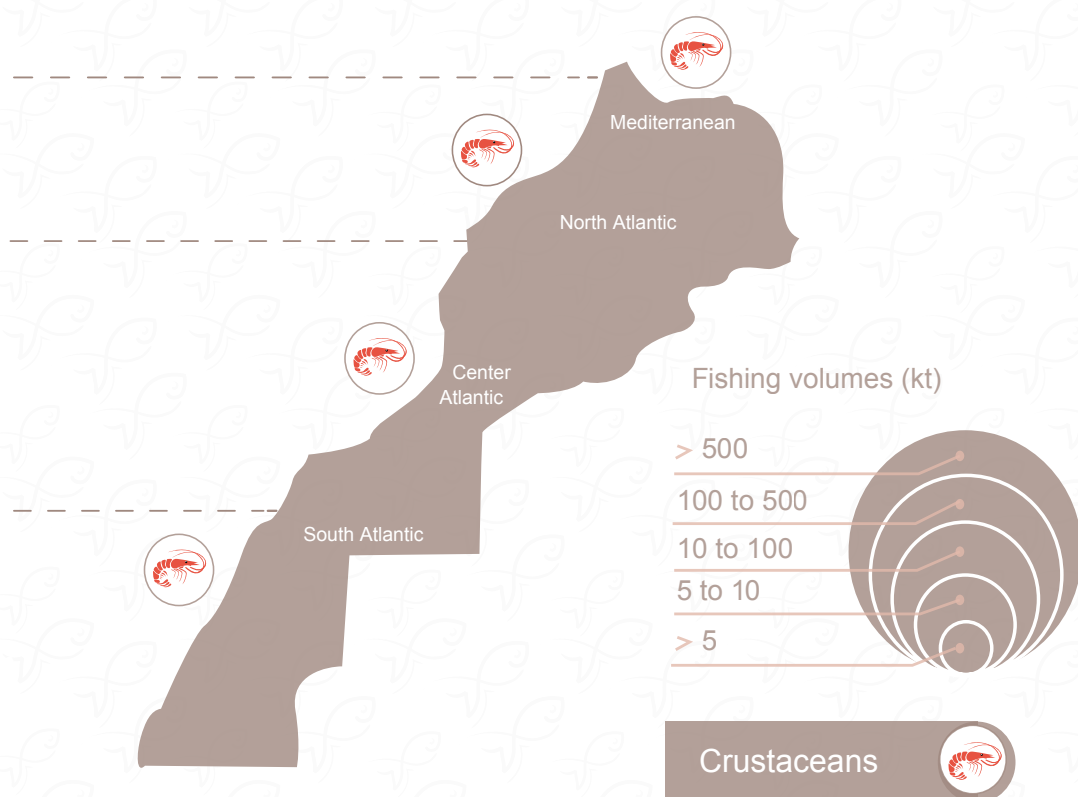 Mediterranean
North Atlantic
Center
Atlantic
South Atlantic
Fishing volumes (kt)
> 500
100 to 500
10 to 100
5 to 10
> 5
Crustaceans